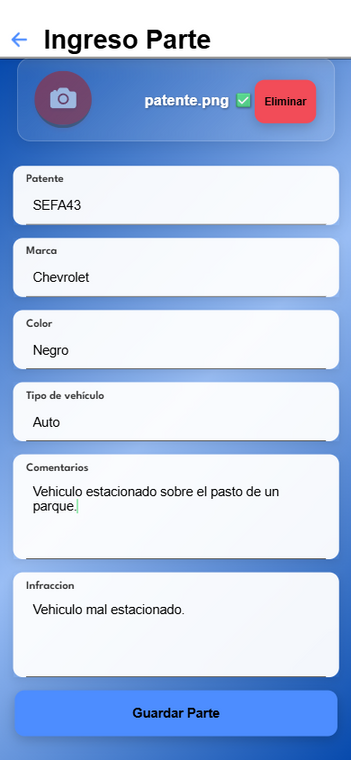 Ingreso Parte
patente.png ✅ Eliminar
Patente
SEFA43
Marca
Chevrolet
Color
Negro
Tipo de vehículo
Auto
Comentarios
Vehiculo estacionado sobre el pasto de un
parque.
Infraccion
Vehiculo mal estacionado.
Guardar Parte